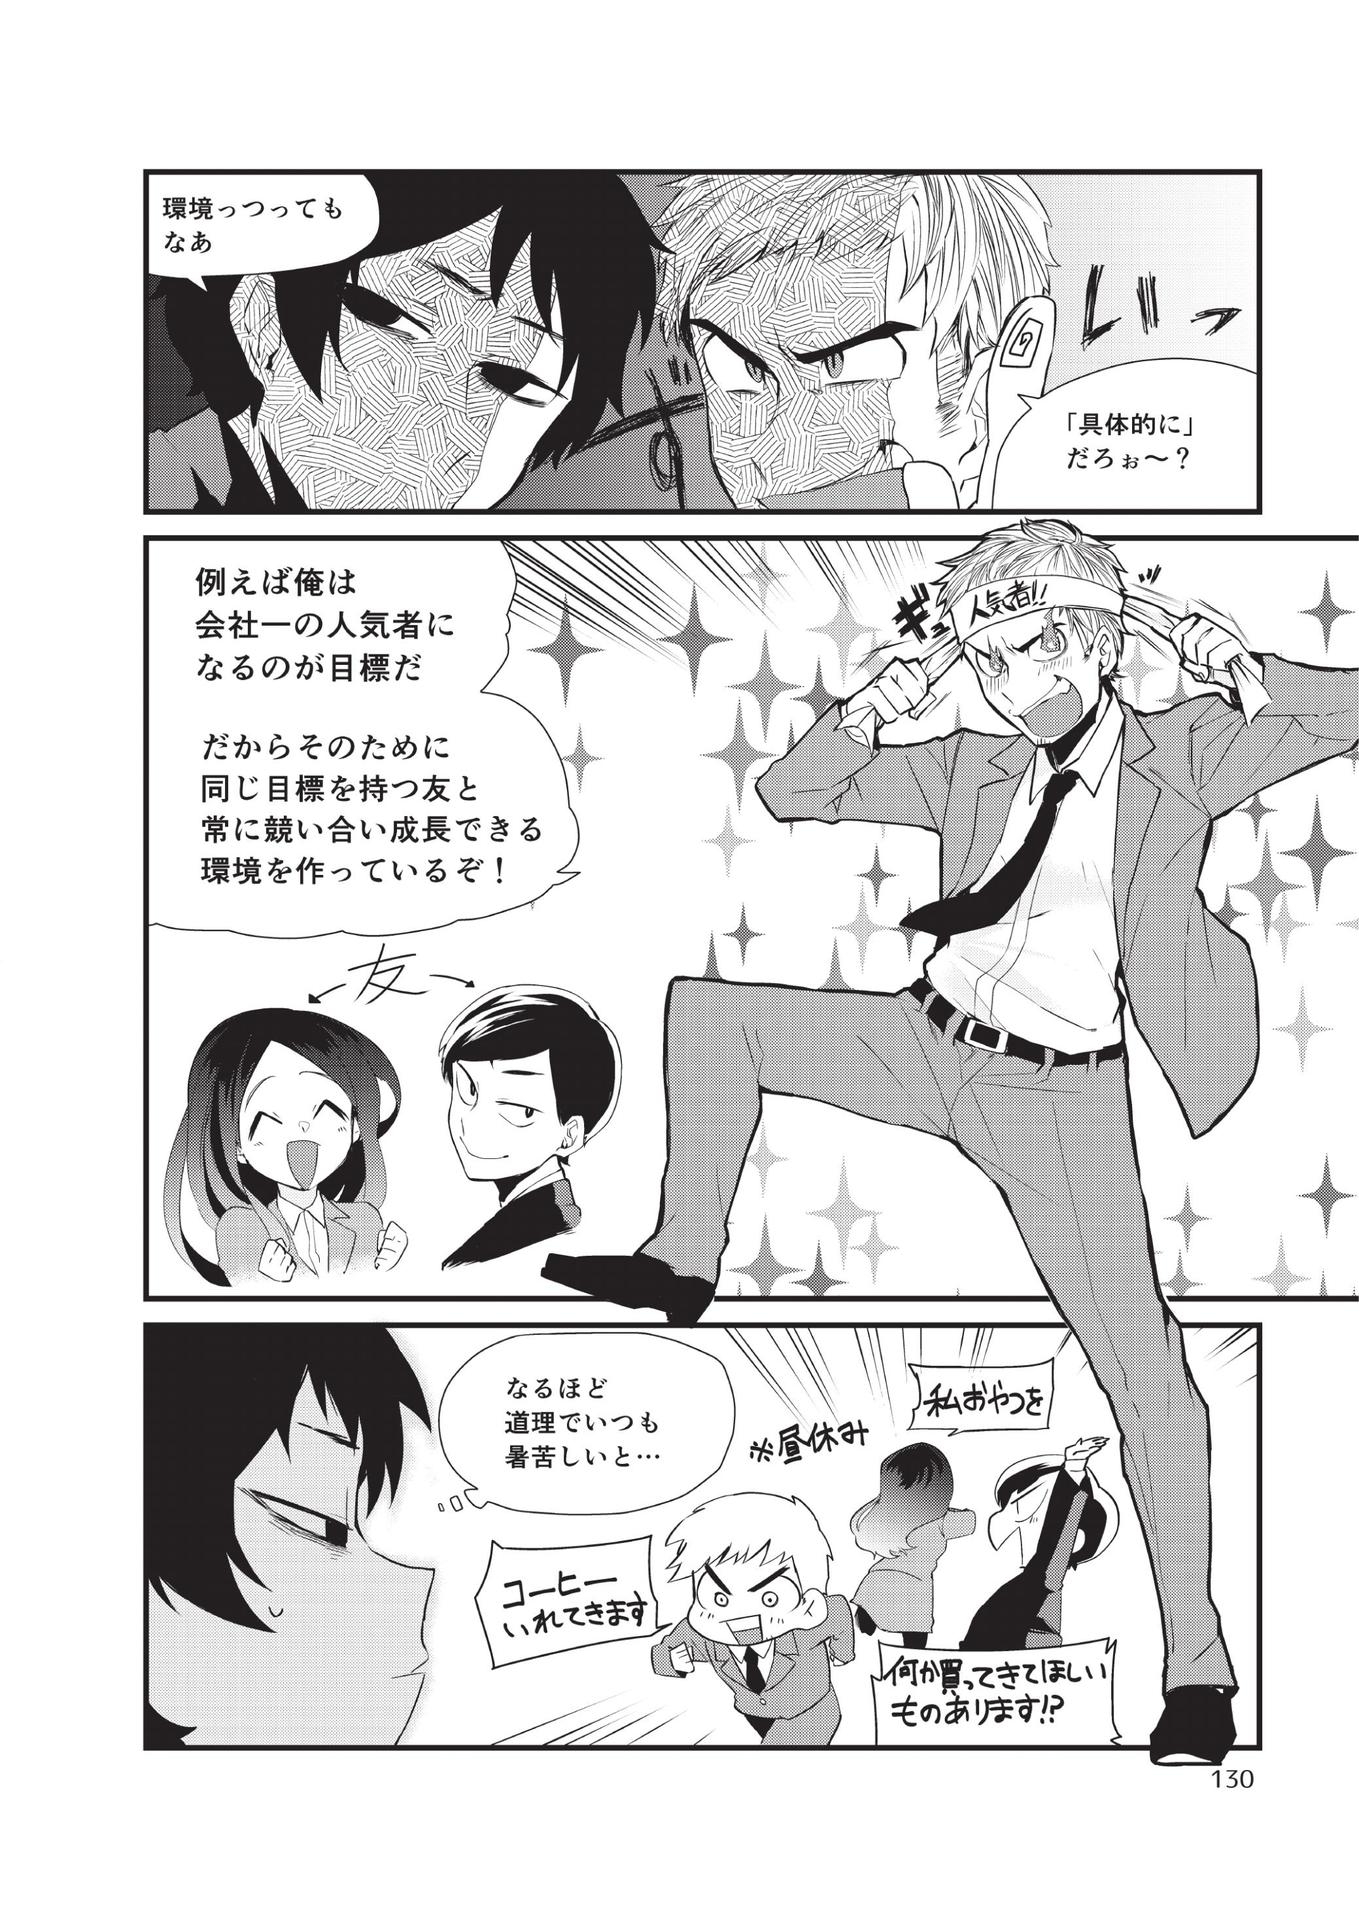 環境っつっても
なあ
いっ
「具体的に」
だろぉ～？
例えば俺は
会社一の人気者に
なるのが目標だ
だからそのために
同じ目標を持つ友と
常に競い合い成長できる
環境を作っているぞ！
人気者!!
ギュ
友
なるほど
道理でいつも
暑苦しいと…
※昼休み
私おやつを
コーヒー
いれてきます
何か買ってきてほしい
ものあります!?
130